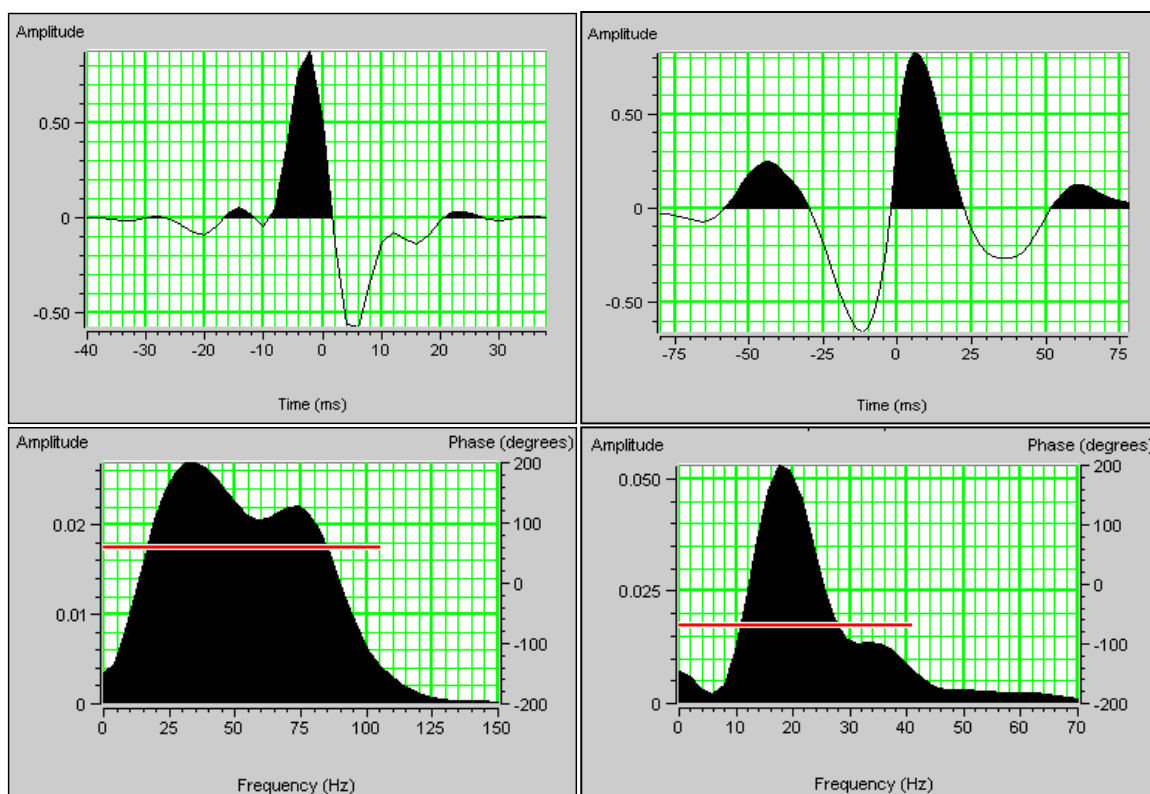 Amplitude
0.50
0
-0.50
-40 -30 -20 -10 0 10 20 30
Time (ms)
Amplitude
0.50
0
-0.50
-75 -50 -25 0 25 50 75
Time (ms)
Amplitude Phase (degrees)
0.02
0.01
0
200
100
0
-100
-200
0 25 50 75 100 125 150
Frequency (Hz)
Amplitude Phase (degrees)
0.050
0.025
0
200
100
0
-100
-200
0 10 20 30 40 50 60 70
Frequency (Hz)